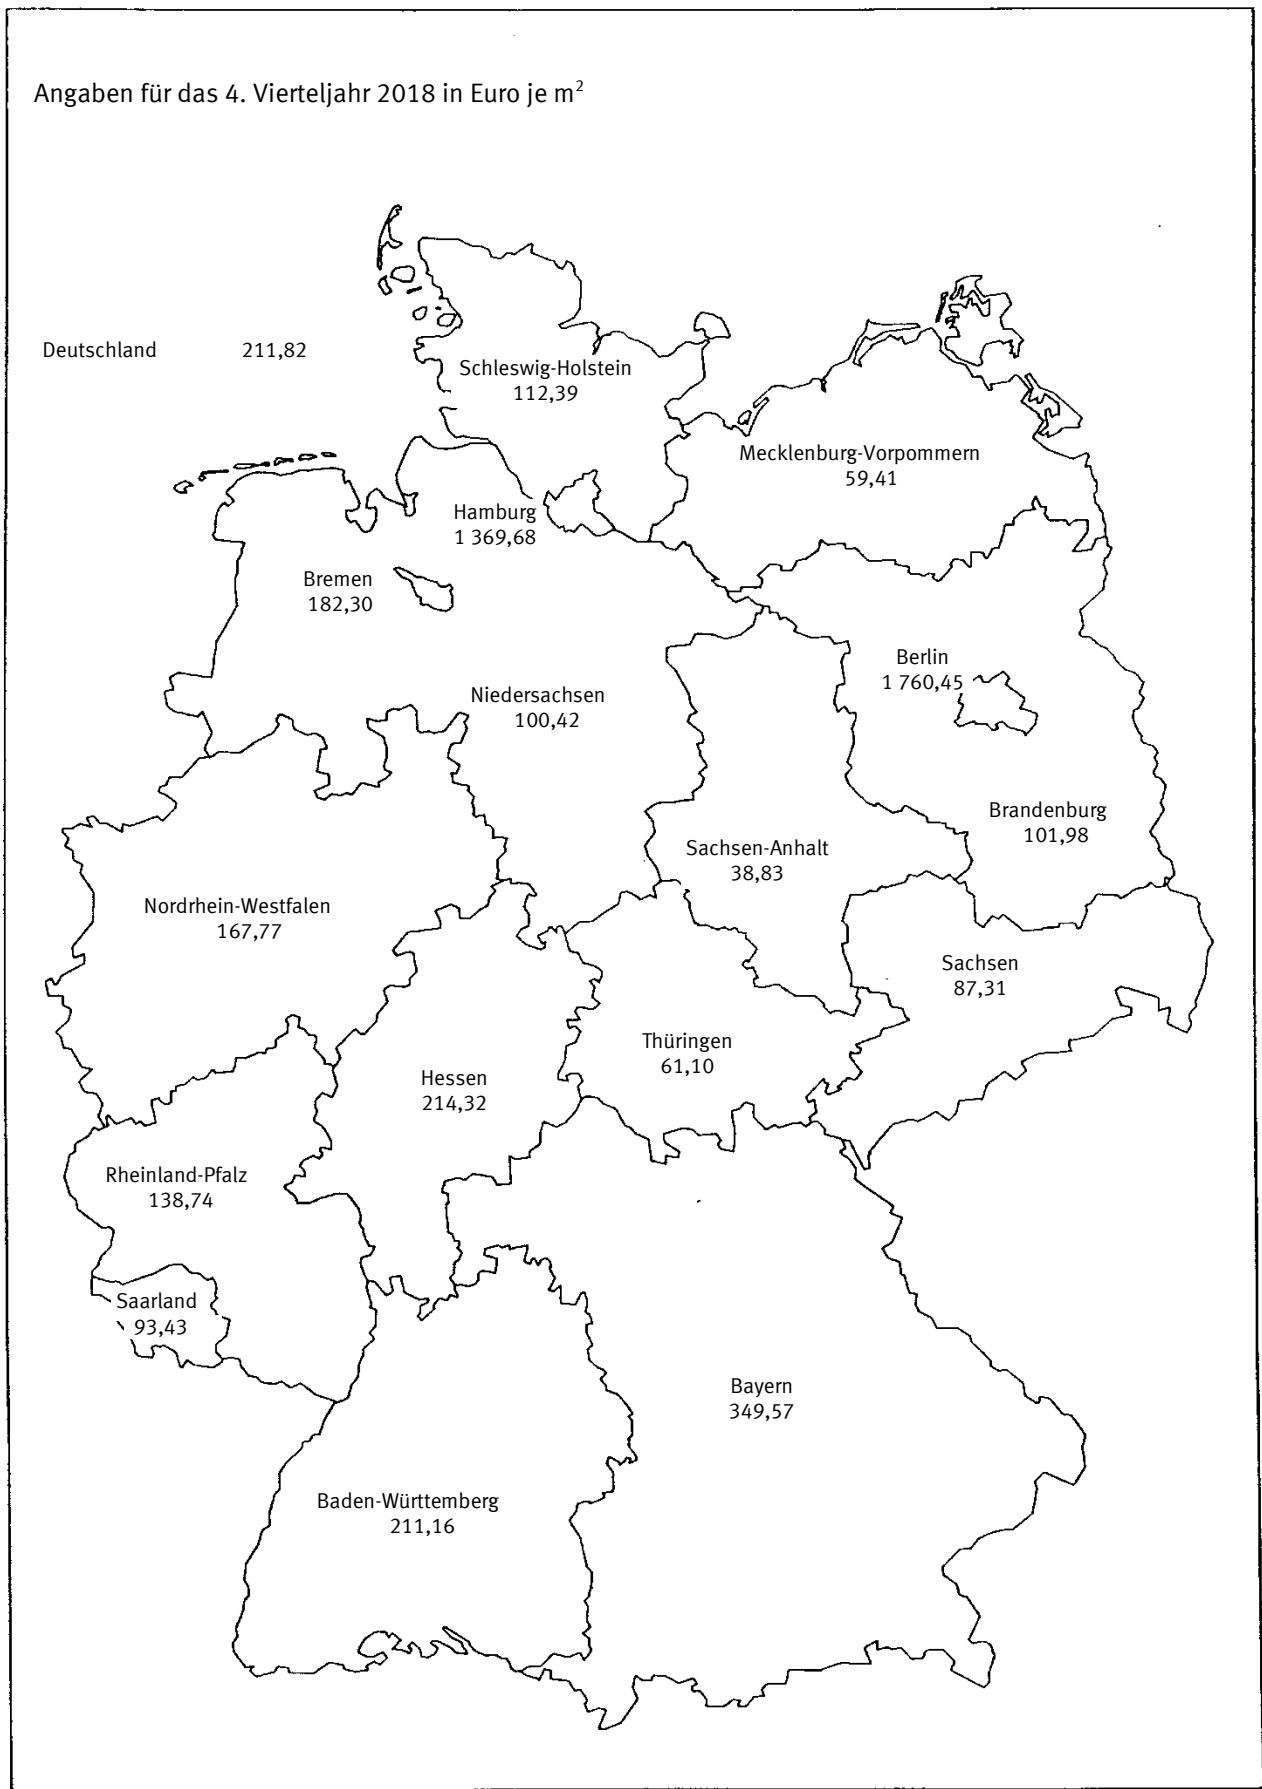 Angaben für das 4. Vierteljahr 2018 in Euro je m²
Deutschland 211,82
Schleswig-Holstein
112,39
Mecklenburg-Vorpommern
59,41
Hamburg
1 369,68
Bremen
182,30
Berlin
1 760,45
Niedersachsen
100,42
Brandenburg
101,98
Sachsen-Anhalt
38,83
Nordrhein-Westfalen
167,77
Sachsen
87,31
Thüringen
61,10
Hessen
214,32
Rheinland-Pfalz
138,74
Saarland
93,43
Bayern
349,57
Baden-Württemberg
211,16